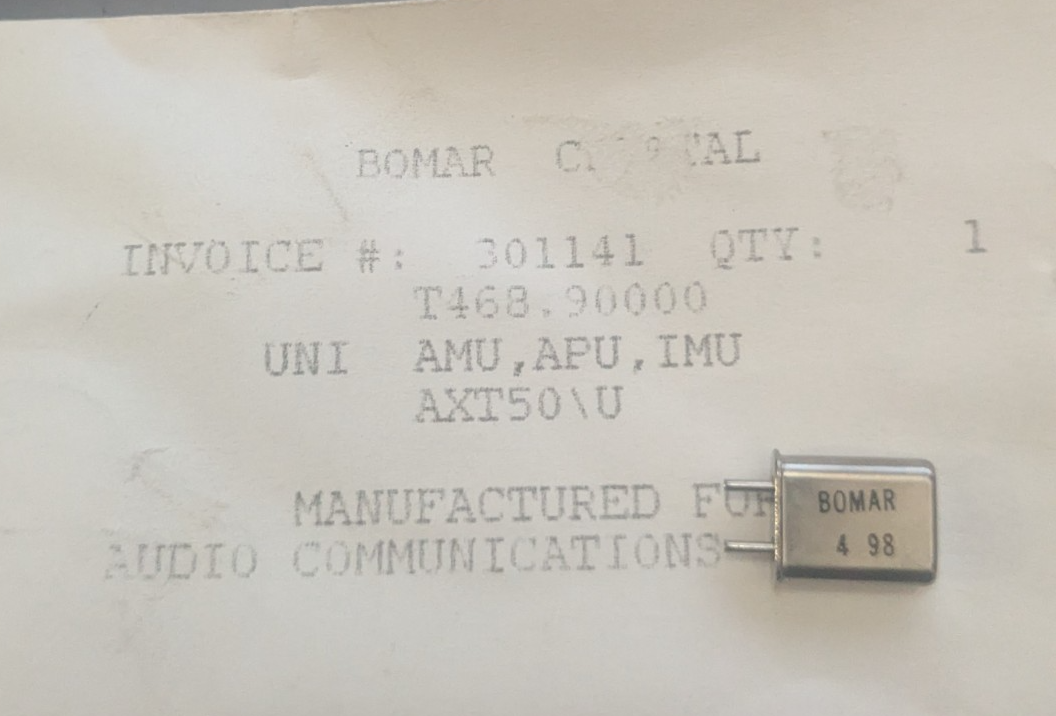 BOMAR
INVOICE #: 301141 QTY: 1
T468.90000
UNI AMU,APU,IMU
AXT50\U
MANUFACTURED
AUDIO COMMUNICATIONS
BOMAR
4 98